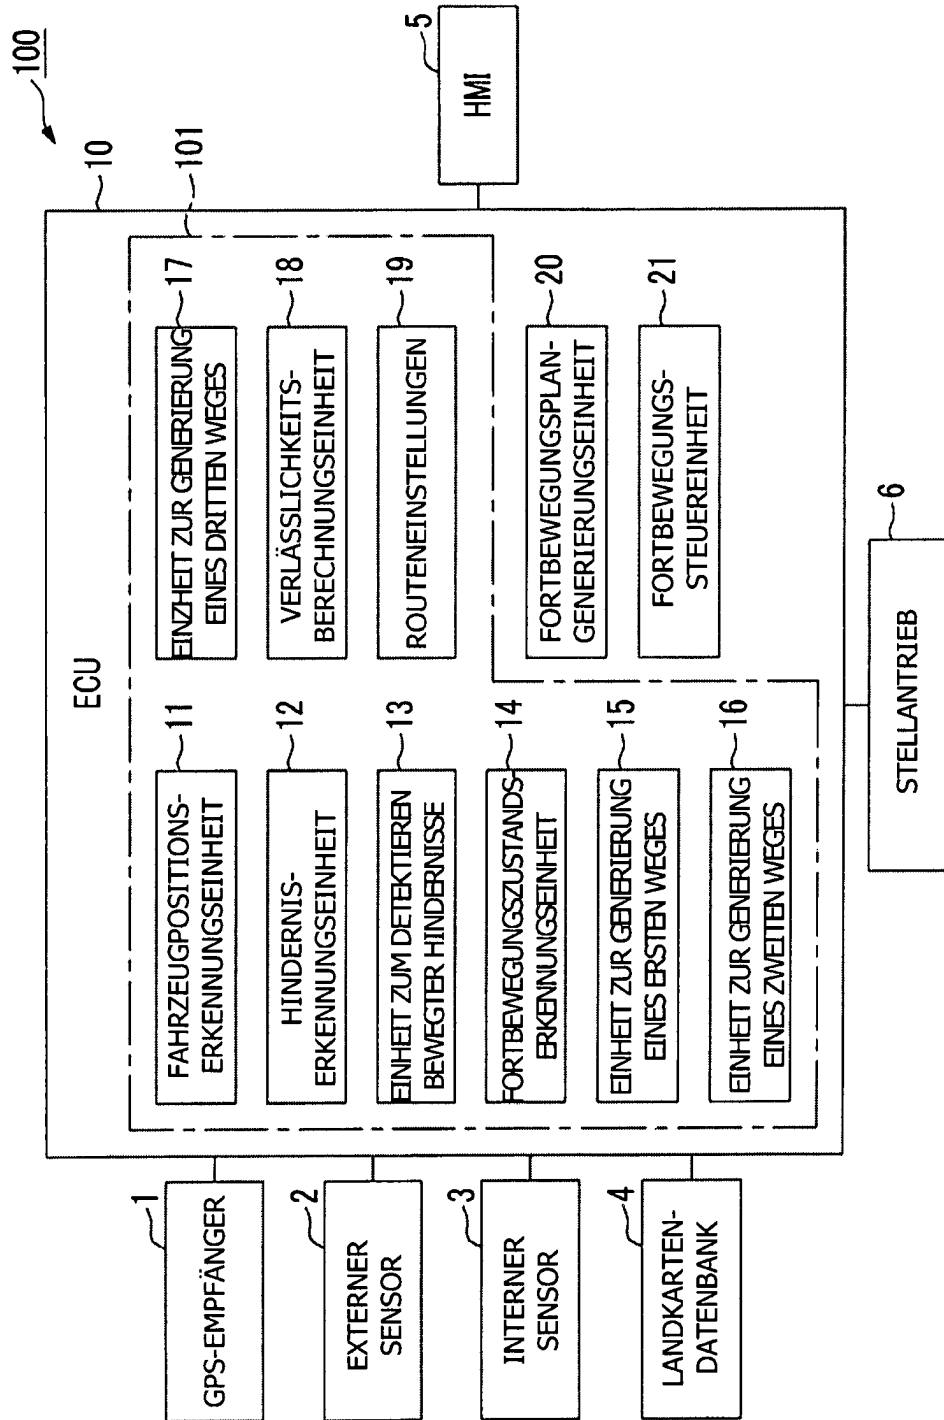 100
10
ECU
101
1
GPS-EMPFÄNGER
2
EXTERNER
SENSOR
3
INTERNER
SENSOR
4
LANDKARTEN-
DATENBANK
11
FAHRZEUGPOSITIONS-
ERKENNUNGSEINHEIT
12
HINDERNIS-
ERKENNUNGSEINHEIT
13
EINHEIT ZUM DETEKTIEREN
BEWEGTER HINDERNISSE
14
FORTBEWEGUNGSZUSTANDS-
ERKENNUNGSEINHEIT
15
EINHEIT ZUR GENERIERUNG
EINES ERSTEN WEGES
16
EINHEIT ZUR GENERIERUNG
EINES ZWEITEN WEGES
17
EINZHEIT ZUR GENERIERUNG
EINES DRITTEN WEGES
18
VERLÄSSLICHKEITS-
BERECHNUNGSEINHEIT
19
ROUTENEINSTELLUNGEN
20
FORTBEWEGUNGSPLAN-
GENERIERUNGSEINHEIT
21
FORTBEWEGUNGS-
STEUEREINHEIT
5
HMI
6
STELLANTRIEB